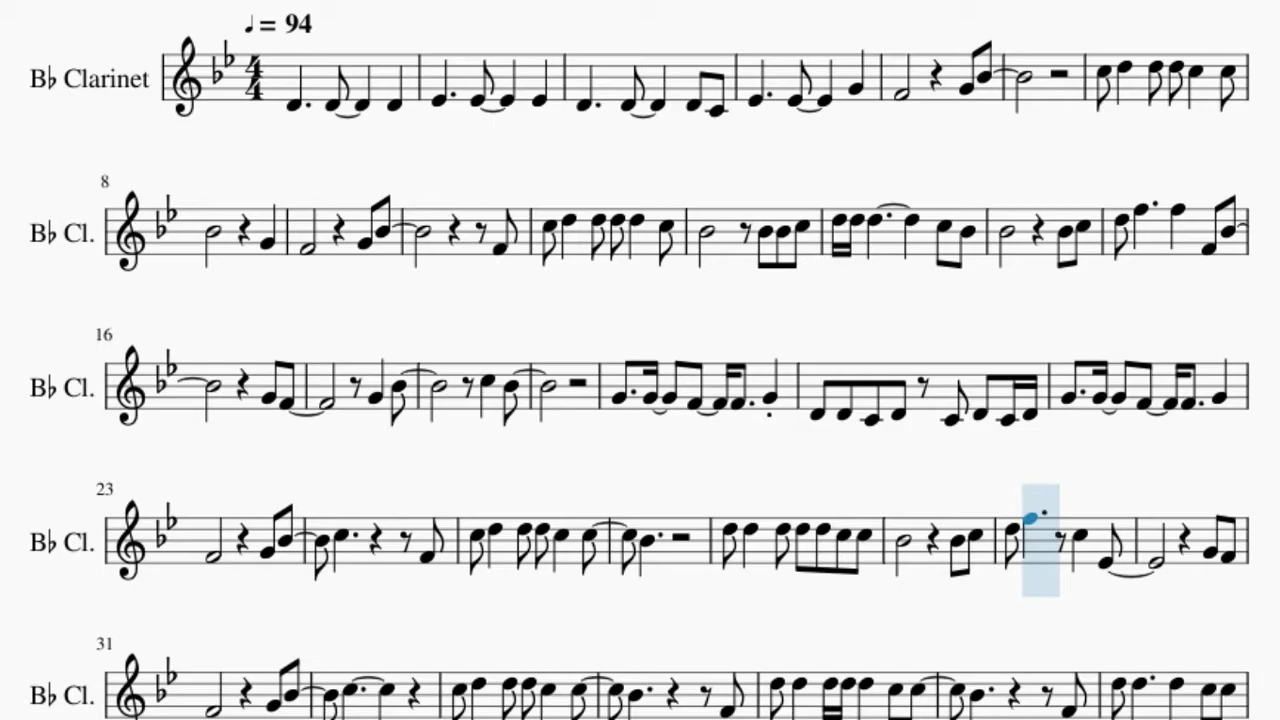 ♩= 94
B♭ Clarinet
4
4
8
B♭ Cl.
16
B♭ Cl.
23
B♭ Cl.
31
B♭ Cl.